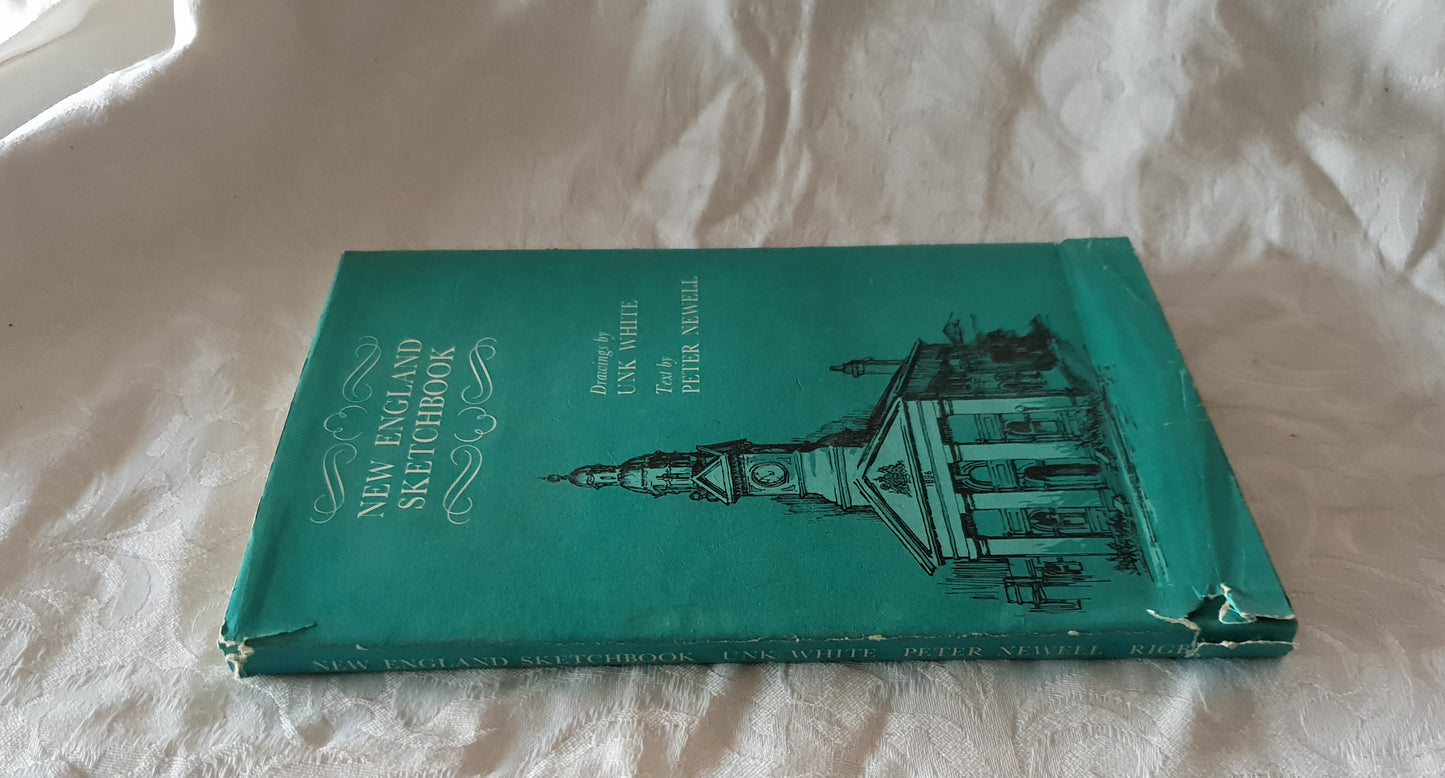 NEW ENGLAND
SKETCHBOOK
Drawings by
UNK WHITE
Text by
PETER NEWELL
NEW ENGLAND SKETCHBOOK UNK WHITE PETER NEWELL